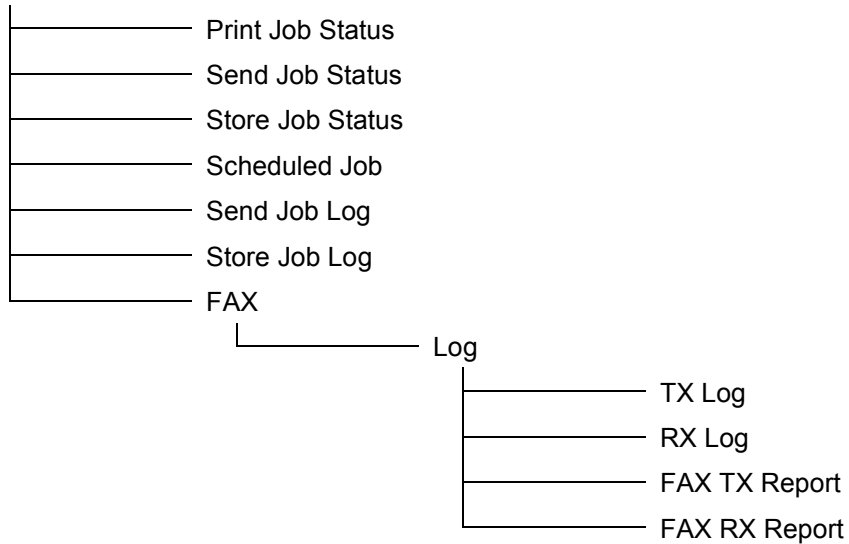 Print Job Status
Send Job Status
Store Job Status
Scheduled Job
Send Job Log
Store Job Log
FAX
Log
TX Log
RX Log
FAX TX Report
FAX RX Report